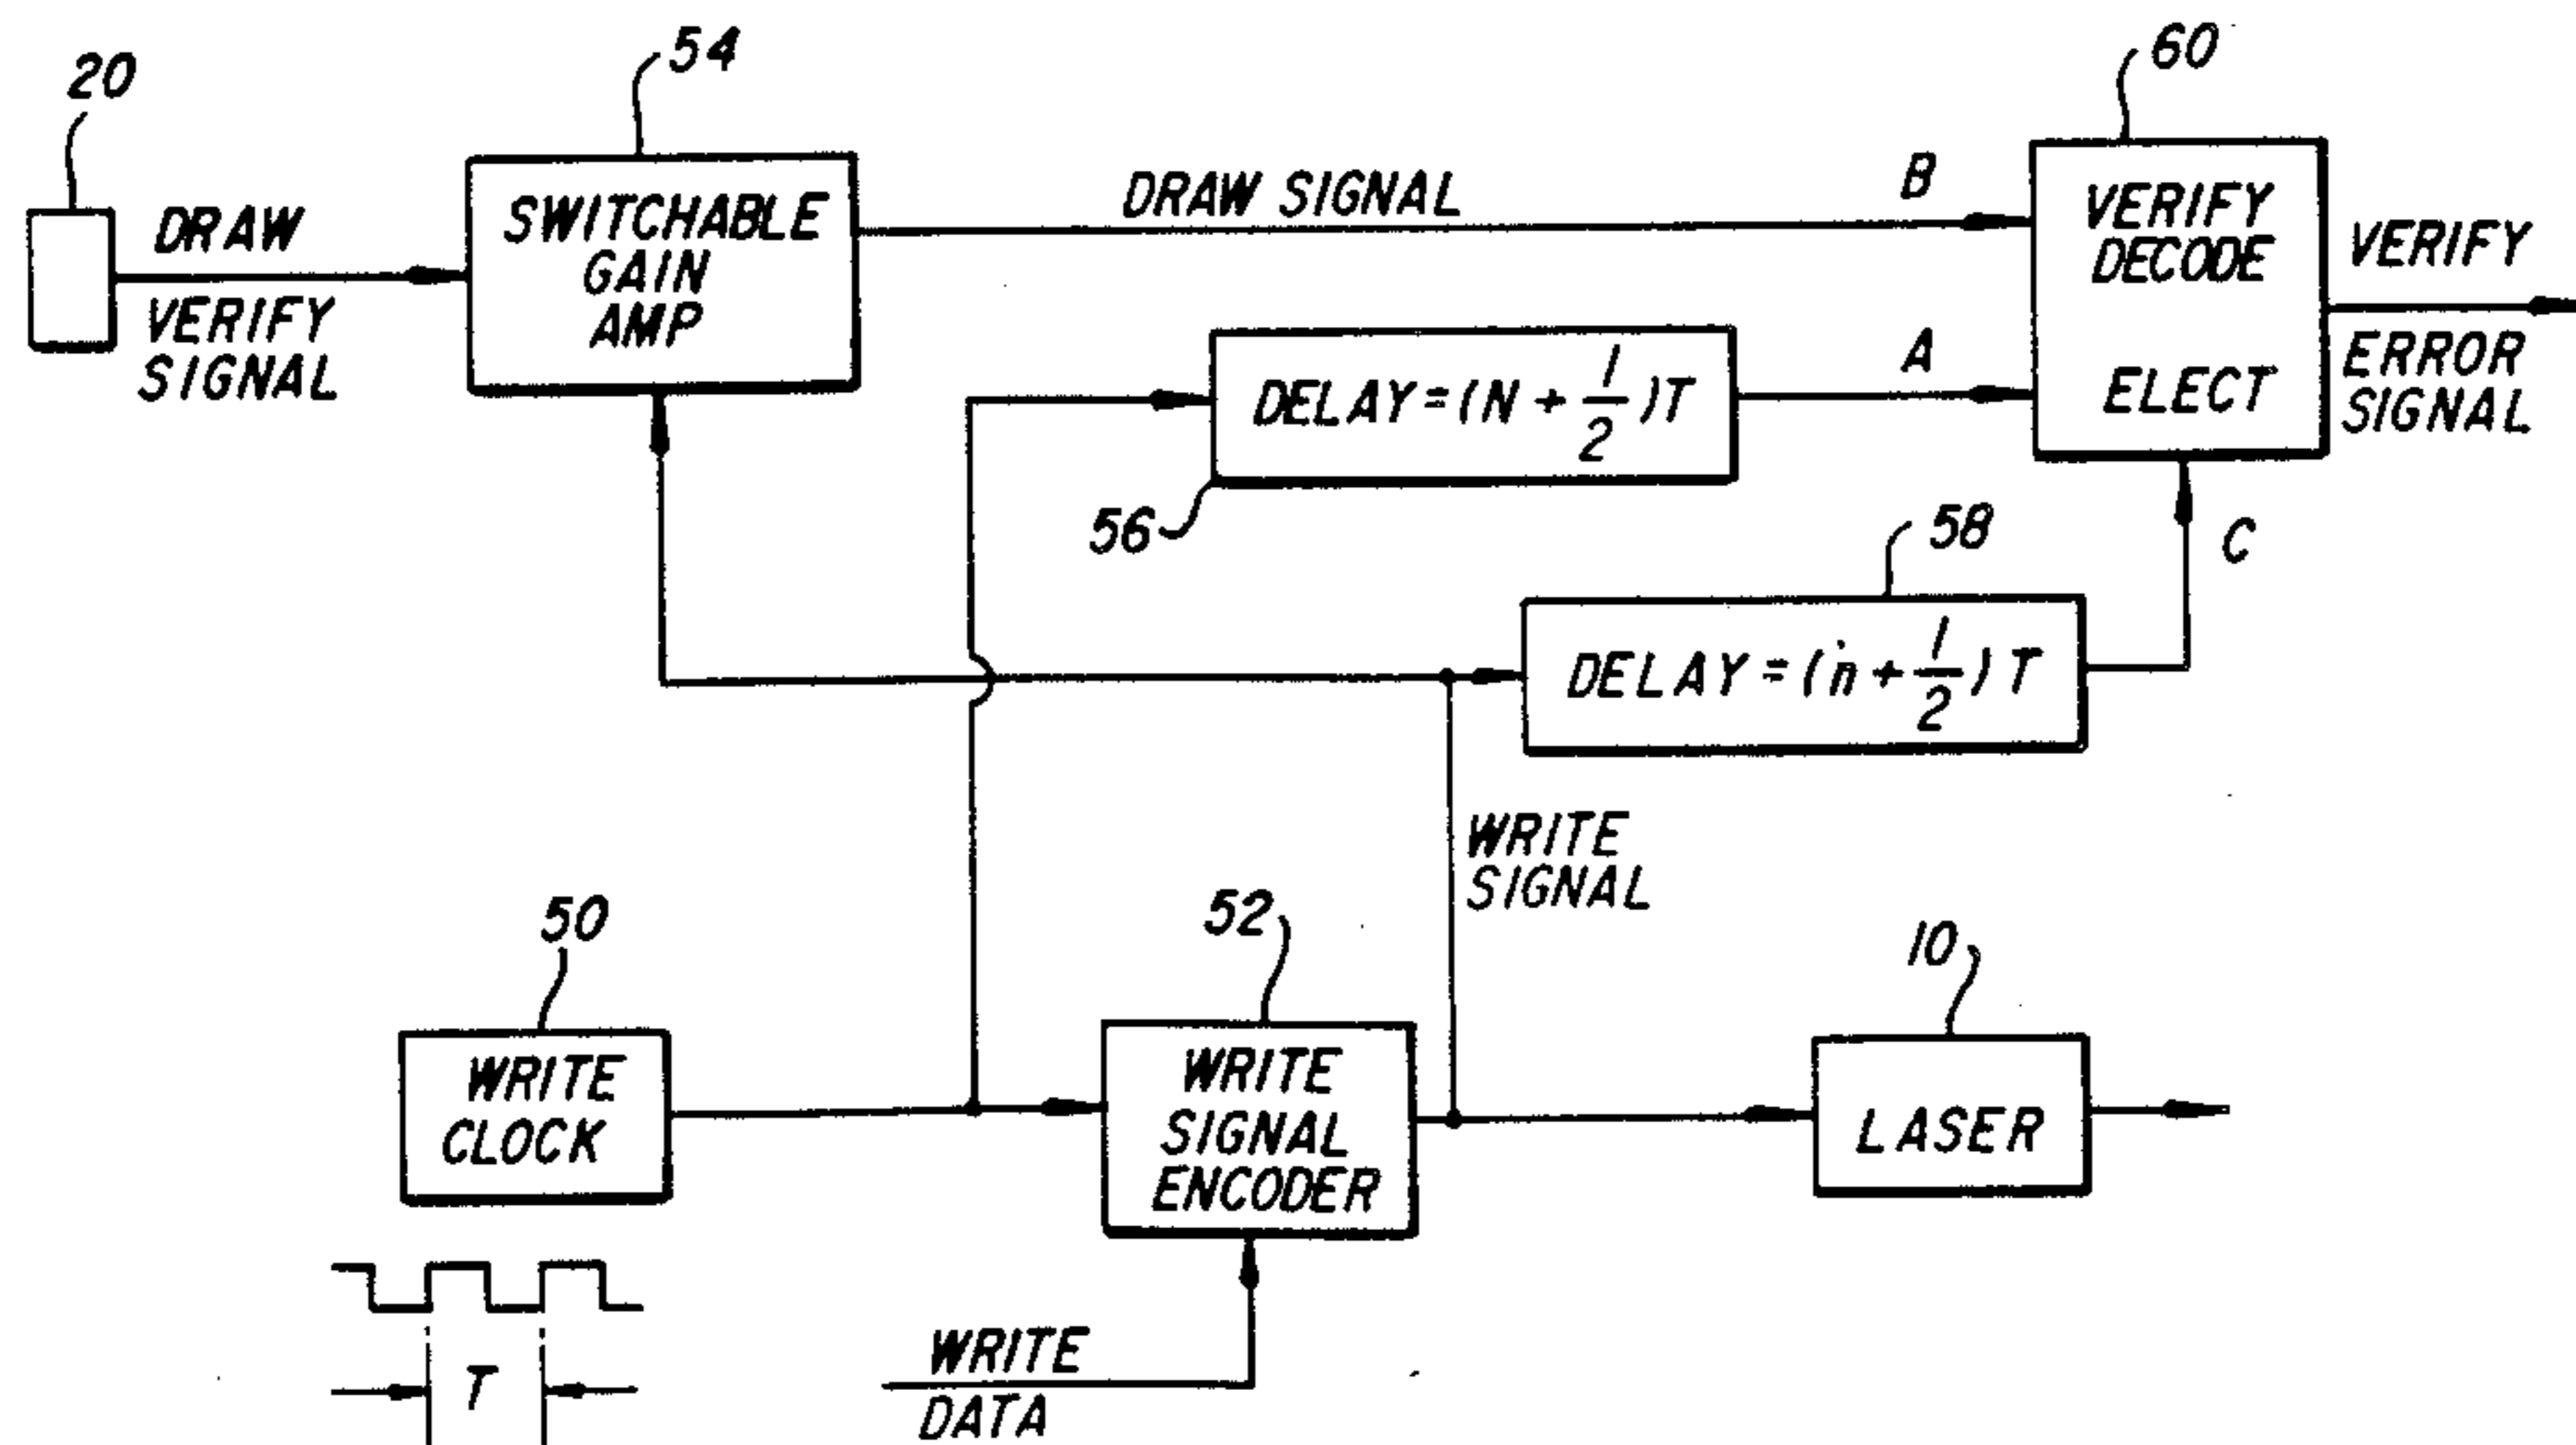 20
54
60
DRAW
VERIFY
SIGNAL
SWITCHABLE
GAIN
AMP
DRAW SIGNAL
B
VERIFY
DECODE
ELECT
VERIFY
ERROR
SIGNAL
DELAY = (N + 1/2)T
A
56
58
C
DELAY = (n + 1/2)T
WRITE
SIGNAL
50
52
10
WRITE
CLOCK
WRITE
SIGNAL
ENCODER
LASER
T
WRITE
DATA